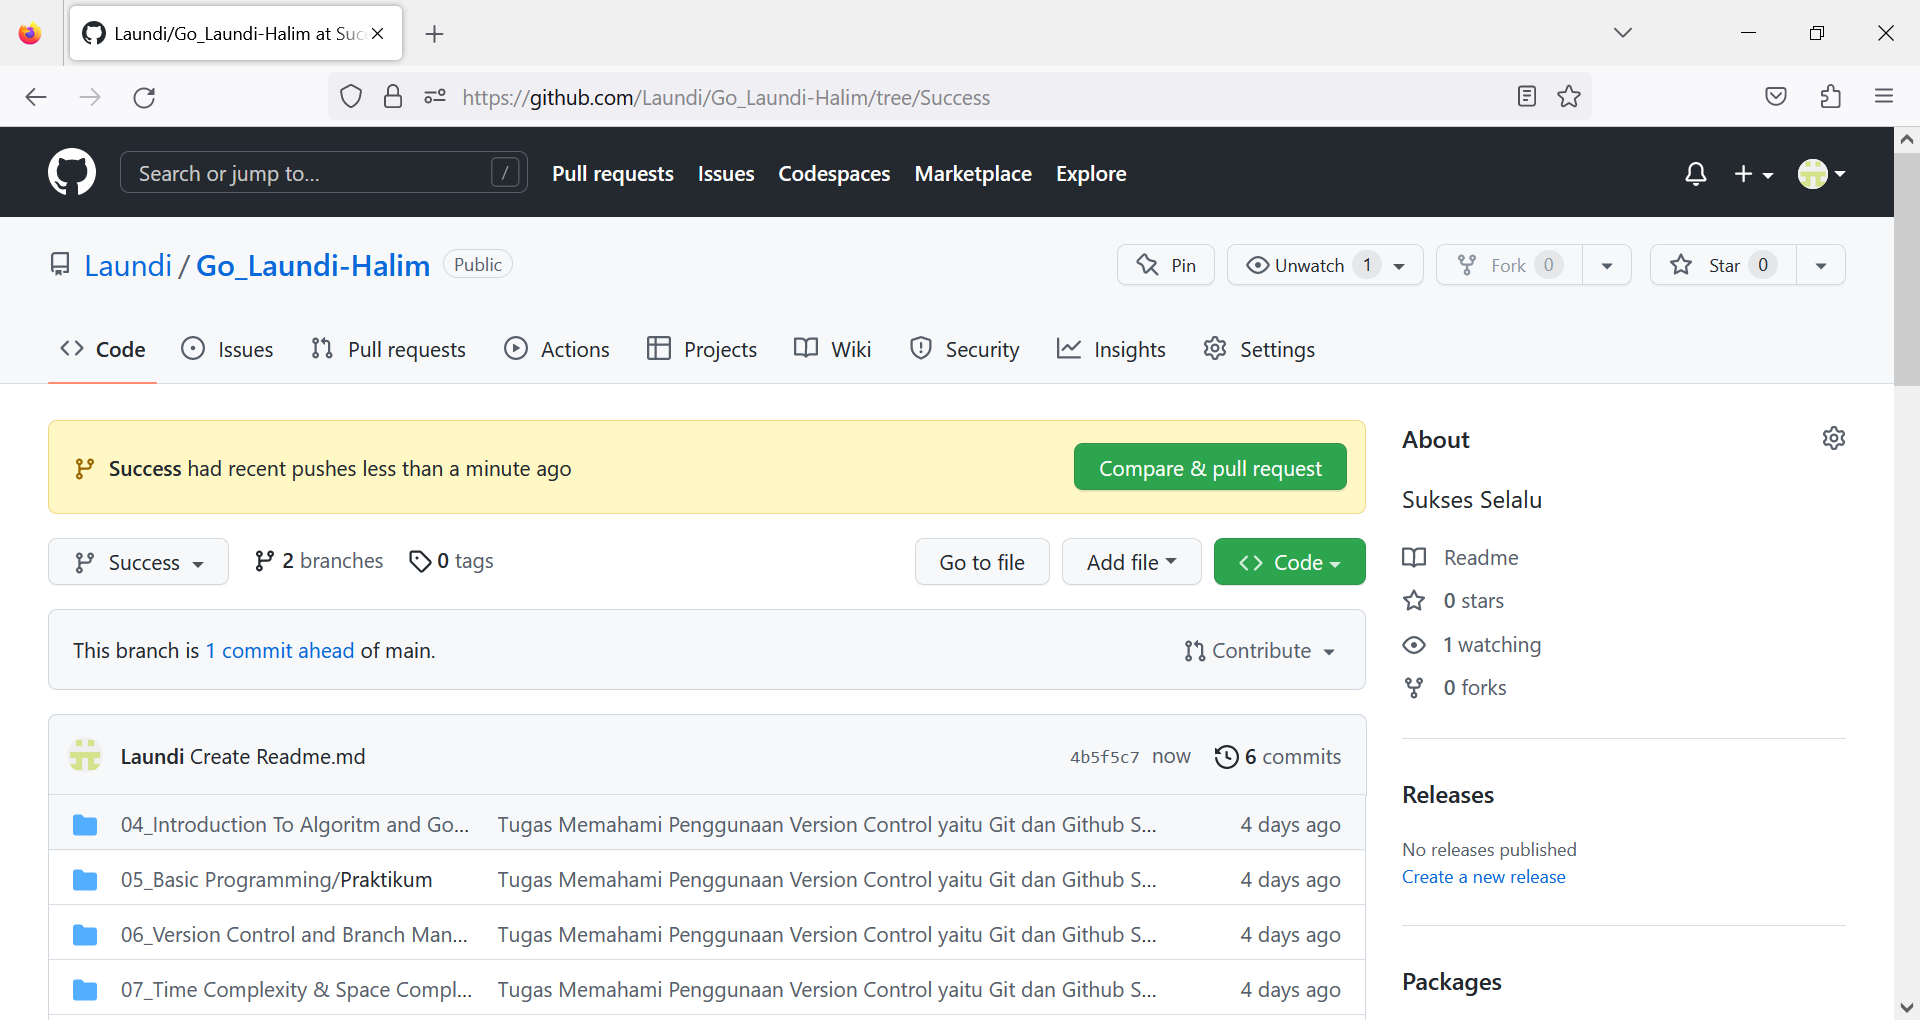 Laundi/Go_Laundi-Halim at Suc
https://github.com/Laundi/Go_Laundi-Halim/tree/Success
Search or jump to... / Pull requests Issues Codespaces Marketplace Explore
Laundi / Go_Laundi-Halim Public Pin Unwatch 1 Fork 0 Star 0
Code Issues Pull requests Actions Projects Wiki Security Insights Settings
Success had recent pushes less than a minute ago Compare & pull request
About
Sukses Selalu
Success 2 branches 0 tags Go to file Add file Code
Readme
0 stars
1 watching
0 forks
This branch is 1 commit ahead of main. Contribute
Laundi Create Readme.md 4b5f5c7 now 6 commits
04_Introduction To Algoritm and Go... Tugas Memahami Penggunaan Version Control yaitu Git dan Github S... 4 days ago
05_Basic Programming/Praktikum Tugas Memahami Penggunaan Version Control yaitu Git dan Github S... 4 days ago
06_Version Control and Branch Man... Tugas Memahami Penggunaan Version Control yaitu Git dan Github S... 4 days ago
07_Time Complexity & Space Compl... Tugas Memahami Penggunaan Version Control yaitu Git dan Github S... 4 days ago
Releases
No releases published
Create a new release
Packages